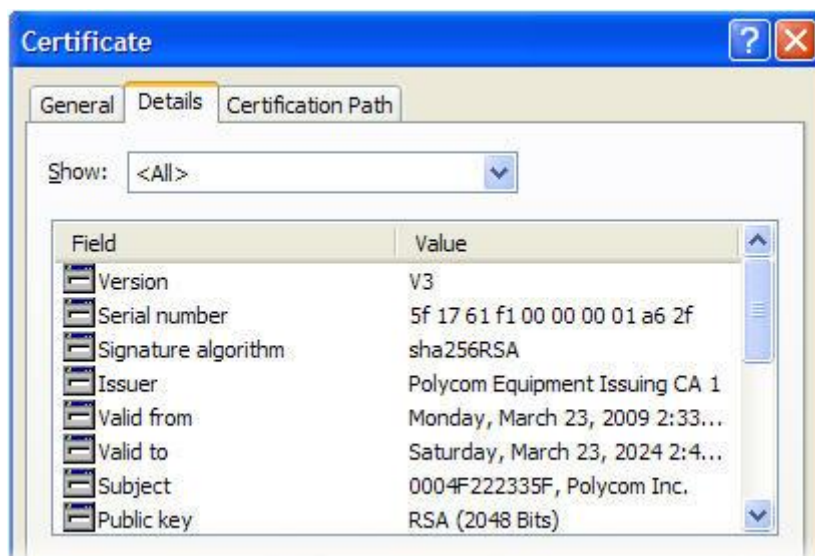 Certificate
General Details Certification Path
Show: <All>
Field Value
Version V3
Serial number 5f 17 61 f1 00 00 00 01 a6 2f
Signature algorithm sha256RSA
Issuer Polycom Equipment Issuing CA 1
Valid from Monday, March 23, 2009 2:33...
Valid to Saturday, March 23, 2024 2:4...
Subject 0004F222335F, Polycom Inc.
Public key RSA (2048 Bits)